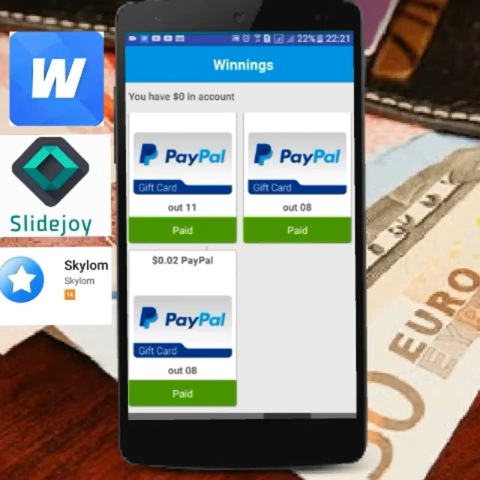 W
Slidejoy
Skylom
Skylom
22%
22:21
Winnings
You have $0 in account
PayPal
Gift Card
out 11
Paid
PayPal
Gift Card
out 08
Paid
$0.02 PayPal
PayPal
Gift Card
out 08
Paid
EURO